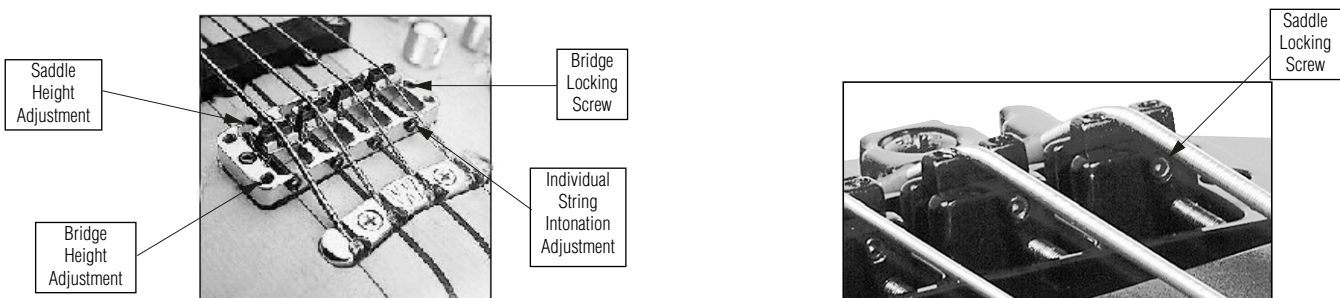 Saddle
Height
Adjustment
Bridge
Height
Adjustment
Bridge
Locking
Screw
Individual
String
Intonation
Adjustment
Saddle
Locking
Screw